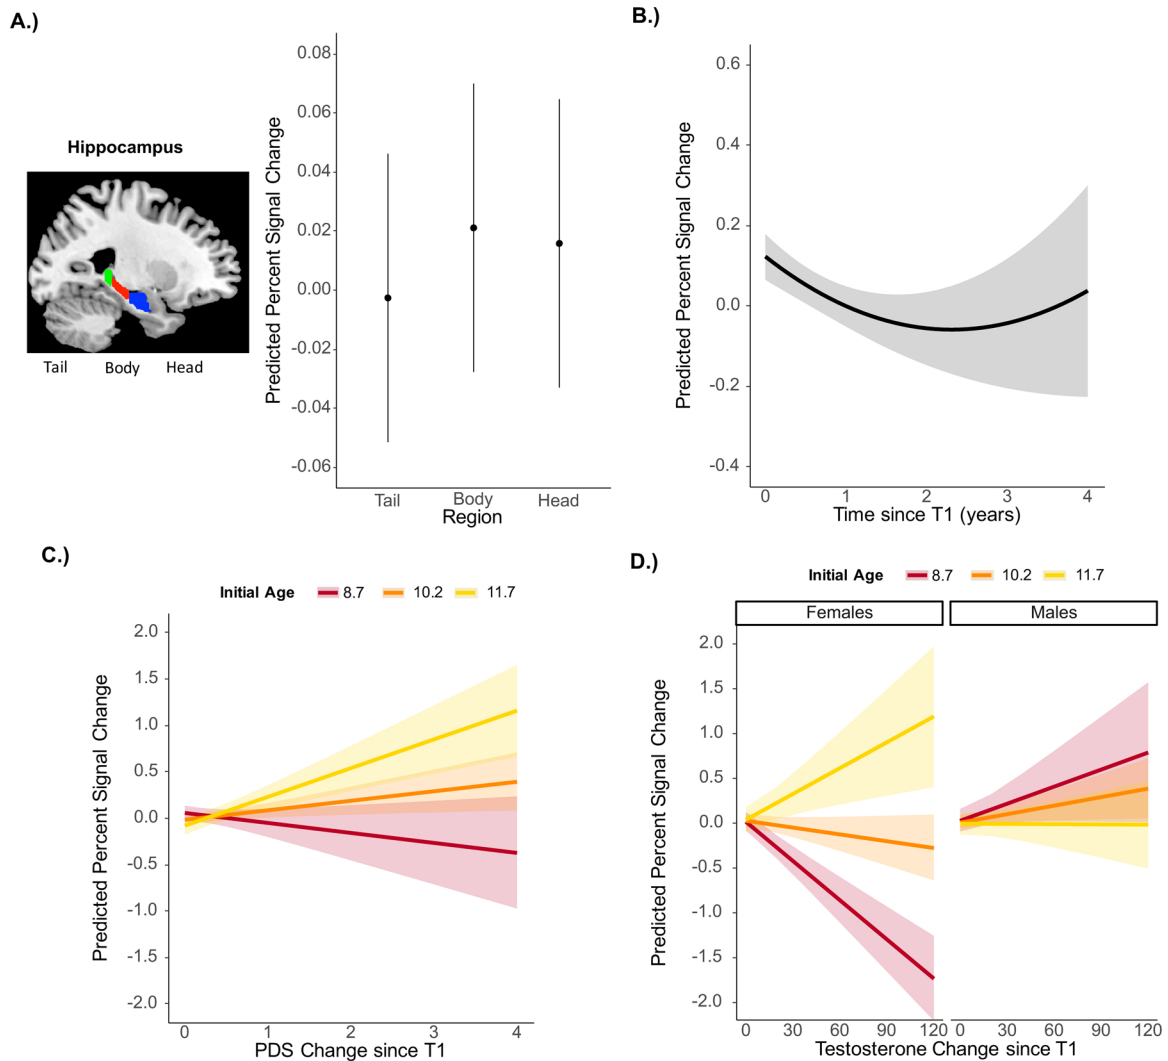 A.)
Hippocampus
Tail Body Head
Predicted Percent Signal Change
0.08
0.06
0.04
0.02
0.00
-0.02
-0.04
-0.06
Tail Body Head
Region
B.)
Predicted Percent Signal Change
0.6
0.4
0.2
0.0
-0.2
-0.4
0 1 2 3 4
Time since T1 (years)
C.)
Initial Age 8.7 10.2 11.7
Predicted Percent Signal Change
2.0
1.5
1.0
0.5
0.0
-0.5
-1.0
-1.5
-2.0
0 1 2 3 4
PDS Change since T1
D.)
Initial Age 8.7 10.2 11.7
Females Males
Predicted Percent Signal Change
2.0
1.5
1.0
0.5
0.0
-0.5
-1.0
-1.5
-2.0
0 30 60 90 120 0 30 60 90 120
Testosterone Change since T1